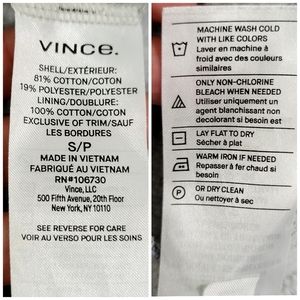 VINCE.
SHELL/EXTÉRIEUR:
81% COTTON/COTON
19% POLYESTER/POLYESTER
LINING/DOUBLURE:
100% COTTON/COTON
EXCLUSIVE OF TRIM/SAUF
LES BORDURES
S/P
MADE IN VIETNAM
FABRIQUÉ AU VIETNAM
RN#106730
Vince, LLC
500 Fifth Avenue, 20th Floor
New York, NY 10110
SEE REVERSE FOR CARE
VOIR AU VERSO POUR LES SOINS
MACHINE WASH COLD
WITH LIKE COLORS
Laver en machine à
froid avec des couleurs
similaires
ONLY NON-CHLORINE
BLEACH WHEN NEEDED
Utiliser uniquement un
agent blanchissant non
decolorant si besoin est
LAY FLAT TO DRY
Sécher à plat
WARM IRON IF NEEDED
Repasser à fer chaud si
besoin
P
OR DRY CLEAN
Ou nettoyer à sec